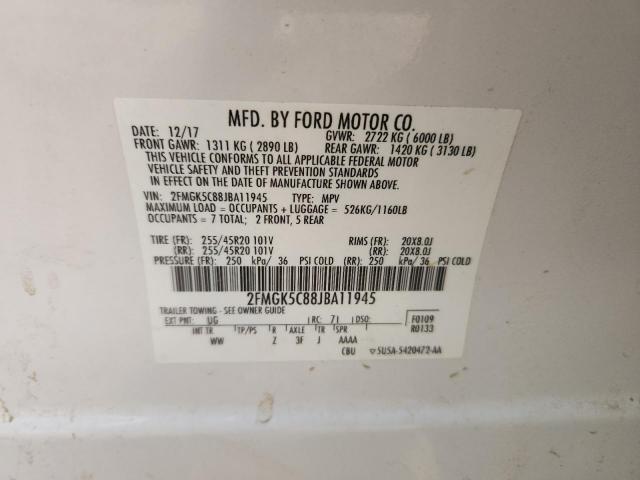 MFD. BY FORD MOTOR CO.
DATE: 12/17 GVWR: 2722 KG ( 6000 LB)
FRONT GAWR: 1311 KG ( 2890 LB) REAR GAWR: 1420 KG ( 3130 LB)
THIS VEHICLE CONFORMS TO ALL APPLICABLE FEDERAL MOTOR
VEHICLE SAFETY AND THEFT PREVENTION STANDARDS IN EFFECT
ON THE DATE OF MANUFACTURE SHOWN ABOVE.
VIN: 2FMGK5C88JBA11945 TYPE: MPV
MAXIMUM LOAD = OCCUPANTS + LUGGAGE = 526KG/1160LB
OCCUPANTS = 7 TOTAL; 2 FRONT, 5 REAR
TIRE (FR): 255/45R20 101V RIMS (FR): 20X8.0J
(RR): 255/45R20 101V (RR): 20X8.0J
PRESSURE (FR): 250 kPa/ 36 PSI COLD (RR): 250 kPa/ 36 PSI COLD
2FMGK5C88JBA11945
TRAILER TOWING - SEE OWNER GUIDE
EXT PNT: UG RC: 71 DSO: F0109
INT TR TP/PS R AXLE TR SPR R0133
WW Z 3F J AAAA
CBU ▽5USA-5420472-AA